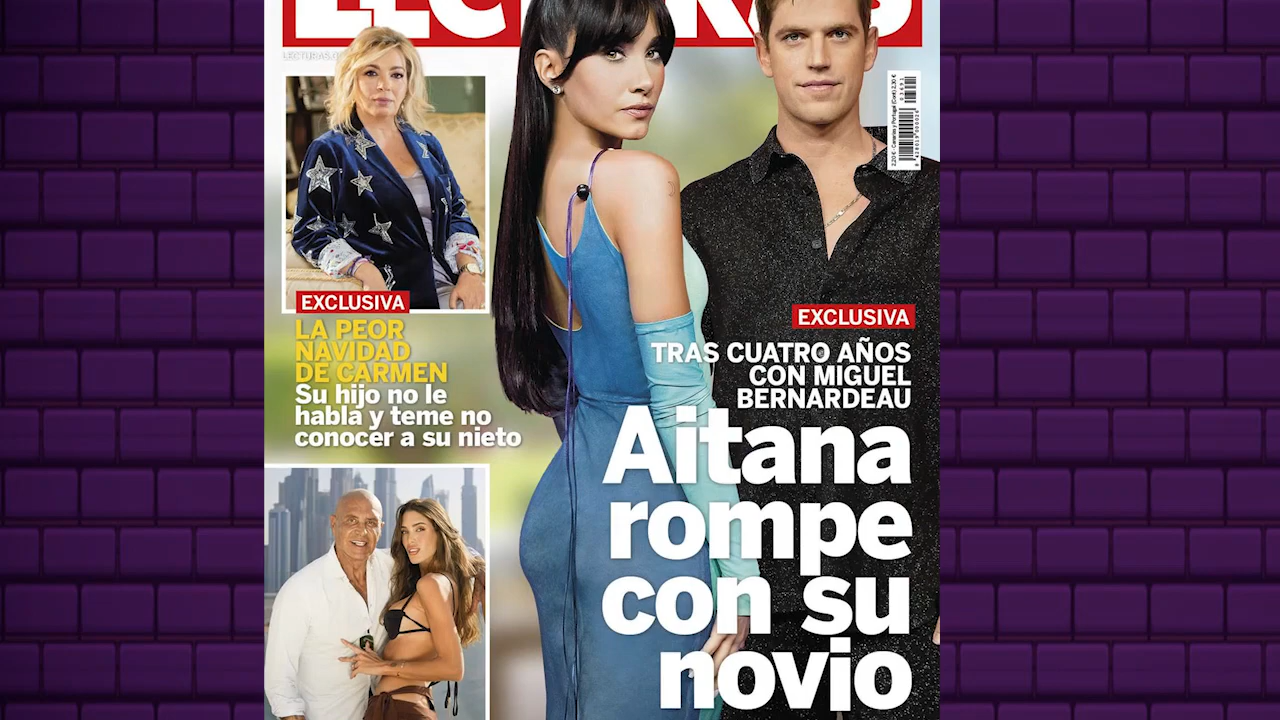 LECTURAS
EXCLUSIVA
LA PEOR
NAVIDAD
DE CARMEN
Su hijo no le
habla y teme no
conocer a su nieto
EXCLUSIVA
TRAS CUATRO AÑOS
CON MIGUEL
BERNARDEAU
Aitana
rompe
con su
novio